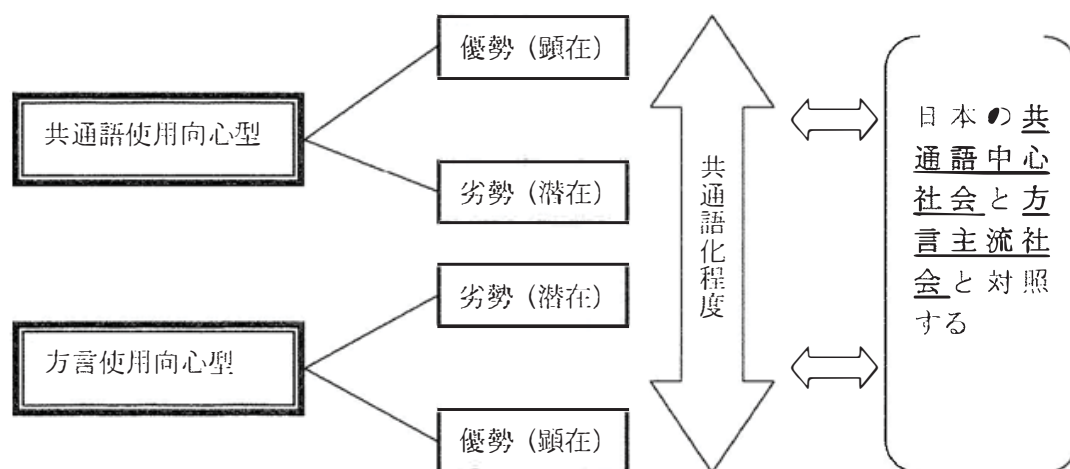 優勢（顕在）
共通語使用向心型
劣勢（潜在）
劣勢（潜在）
方言使用向心型
優勢（顕在）
共通語化程度
日本の共
通語中心
社会と方
言主流社
会と対照
する